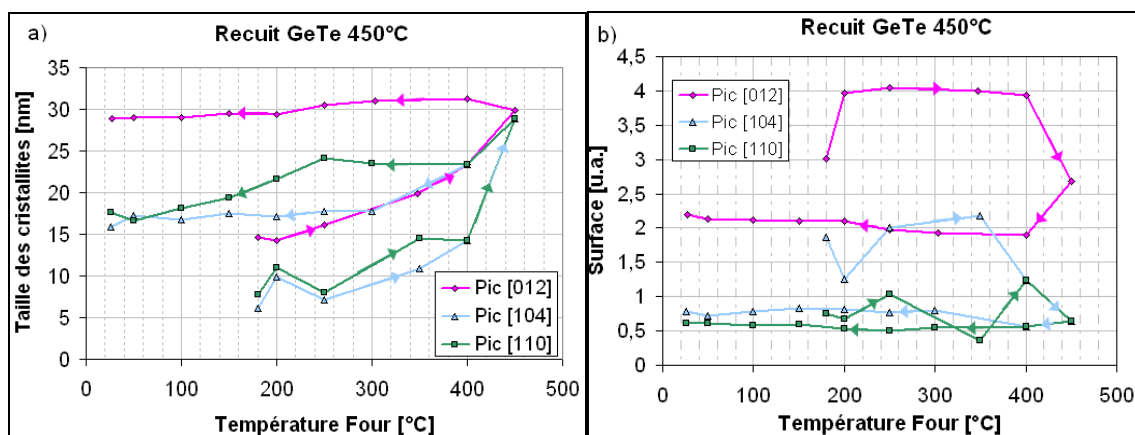 a)
Recuit GeTe 450°C
Taille des cristallites [nm]
35
30
25
20
15
10
5
0
0 100 200 300 400 500
Température Four [°C]
Pic [012]
Pic [104]
Pic [110]
b)
Recuit GeTe 450°C
Surface [u.a.]
4,5
4
3,5
3
2,5
2
1,5
1
0,5
0
0 100 200 300 400 500
Température Four [°C]
Pic [012]
Pic [104]
Pic [110]